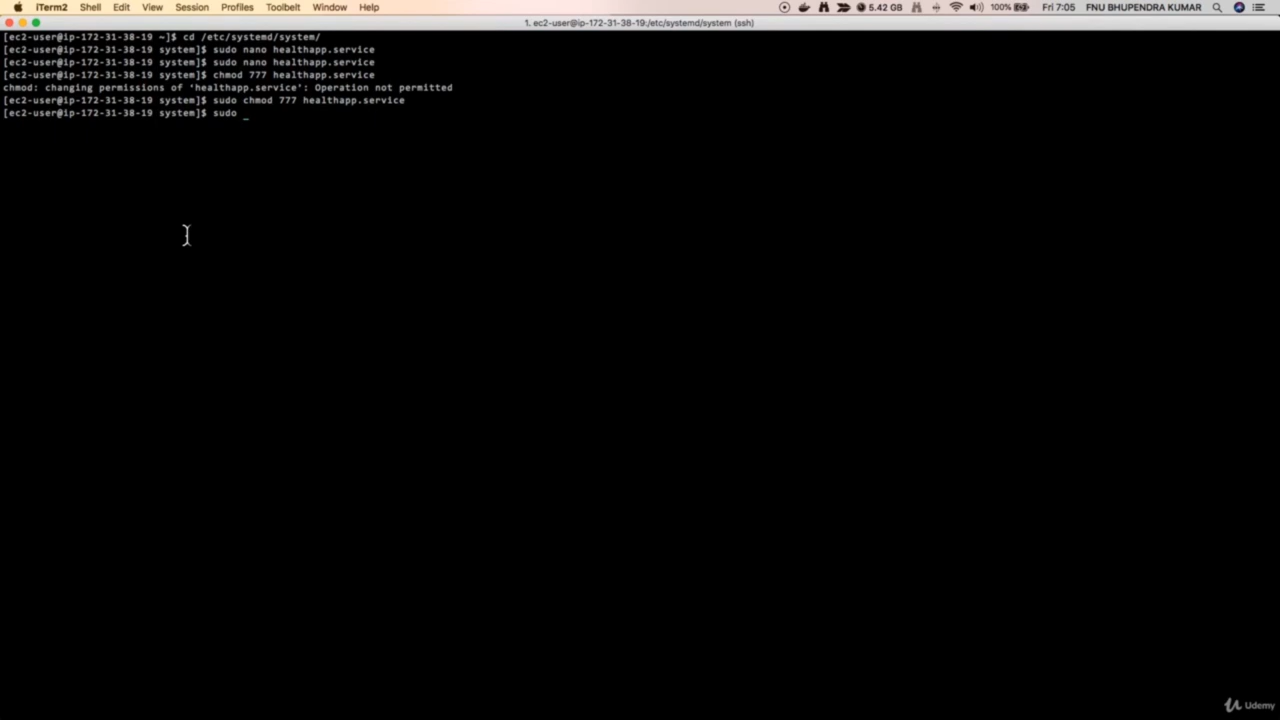 iTerm2 Shell Edit View Session Profiles Toolbelt Window Help 5.42 GB 100% Fri 7:05 FNU BHUPENDRA KUMAR
1. ec2-user@ip-172-31-38-19:/etc/systemd/system (ssh)
[ec2-user@ip-172-31-38-19 ~]$ cd /etc/systemd/system/
[ec2-user@ip-172-31-38-19 system]$ sudo nano healthapp.service
[ec2-user@ip-172-31-38-19 system]$ sudo nano healthapp.service
[ec2-user@ip-172-31-38-19 system]$ chmod 777 healthapp.service
chmod: changing permissions of 'healthapp.service': Operation not permitted
[ec2-user@ip-172-31-38-19 system]$ sudo chmod 777 healthapp.service
[ec2-user@ip-172-31-38-19 system]$ sudo _
Udemy